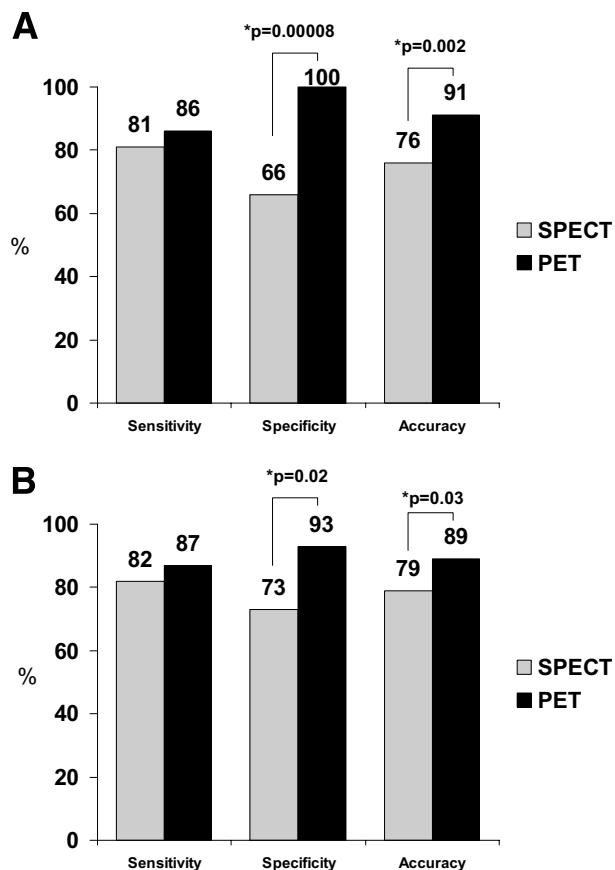 A
*p=0.00008
*p=0.002
100
81 86 66 100 76 91
80
60
%
40
20
0
SPECT
PET
Sensitivity Specificity Accuracy
B
*p=0.02
*p=0.03
100
82 87 73 93 79 89
80
60
%
40
20
0
SPECT
PET
Sensitivity Specificity Accuracy